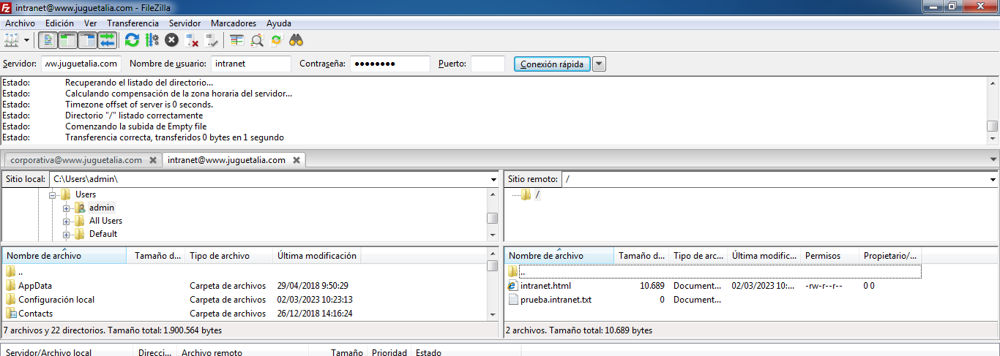 intranet@www.juguetalia.com - FileZilla
Archivo Edición Ver Transferencia Servidor Marcadores Ayuda
Servidor: ww.juguetalia.com Nombre de usuario: intranet Contraseña: ●●●●●●●● Puerto: Conexión rápida
Estado: Recuperando el listado del directorio...
Estado: Calculando compensación de la zona horaria del servidor...
Estado: Timezone offset of server is 0 seconds.
Estado: Directorio "/" listado correctamente
Estado: Comenzando la subida de Empty file
Estado: Transferencia correcta, transferidos 0 bytes en 1 segundo
corporativa@www.juguetalia.com intranet@www.juguetalia.com
Sitio local: C:\Users\admin\
Users
admin
All Users
Default
Nombre de archivo Tamaño d... Tipo de archivo Última modificación
..
AppData Carpeta de archivos 29/04/2018 9:50:29
Configuración local Carpeta de archivos 02/03/2023 10:23:13
Contacts Carpeta de archivos 26/12/2018 14:16:24
7 archivos y 22 directorios. Tamaño total: 1.900.564 bytes
Sitio remoto: /
/
Nombre de archivo Tamaño d... Tipo de arc... Última modific... Permisos Propietario/...
..
intranet.html 10.689 Document... 02/03/2023 10:... -rw-r--r-- 0 0
prueba.intranet.txt 0 Document...
2 archivos. Tamaño total: 10.689 bytes
Servidor/Archivo local Direcci... Archivo remoto Tamaño Prioridad Estado